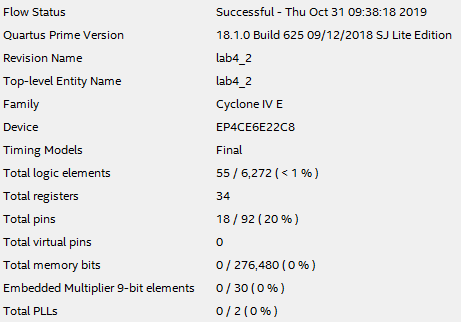 Flow Status Successful - Thu Oct 31 09:38:18 2019
Quartus Prime Version 18.1.0 Build 625 09/12/2018 SJ Lite Edition
Revision Name lab4_2
Top-level Entity Name lab4_2
Family Cyclone IV E
Device EP4CE6E22C8
Timing Models Final
Total logic elements 55 / 6,272 ( < 1 % )
Total registers 34
Total pins 18 / 92 ( 20 % )
Total virtual pins 0
Total memory bits 0 / 276,480 ( 0 % )
Embedded Multiplier 9-bit elements 0 / 30 ( 0 % )
Total PLLs 0 / 2 ( 0 % )